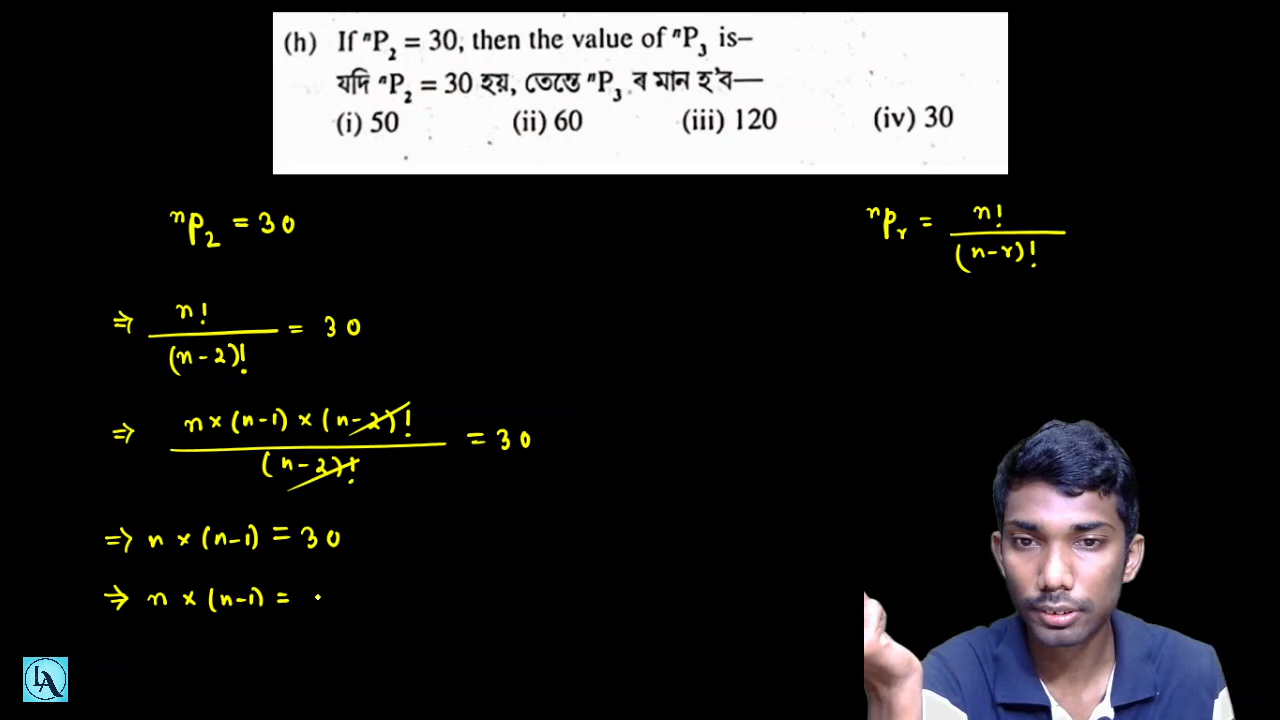 (h) If ⁿP₂ = 30, then the value of ⁿP₃ is–
যদি ⁿP₂ = 30 হয়, তেন্তে ⁿP₃ ৰ মান হ'ব—
(i) 50 (ii) 60 (iii) 120 (iv) 30
ⁿP₂ = 30
ⁿPᵣ = n! / (n-r)!
⇒ n! / (n-2)! = 30
⇒ n × (n-1) × (n-2)! / (n-2)! = 30
⇒ n × (n-1) = 30
⇒ n × (n-1) =
LA